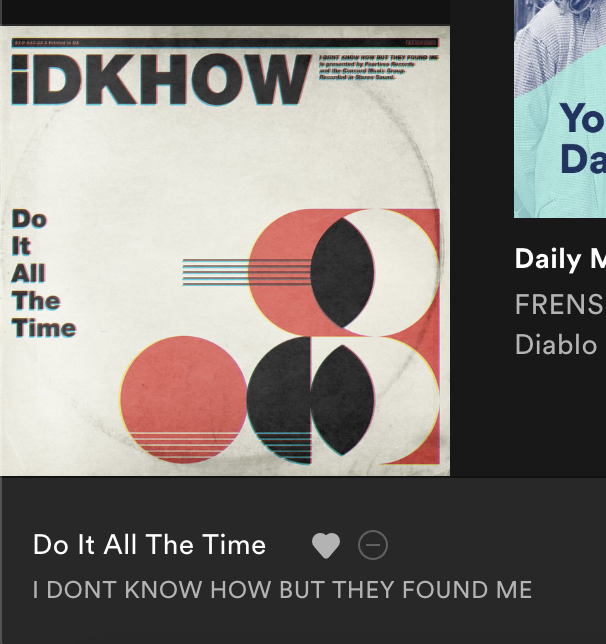 iDKHOW
I DONT KNOW HOW BUT THEY FOUND ME
is presented by Fearless Records
and the Concord Music Group.
Recorded in Stereo Sound.
Do
It
All
The
Time
Yo
Da
Daily M
FRENS
Diablo
Do It All The Time
I DONT KNOW HOW BUT THEY FOUND ME